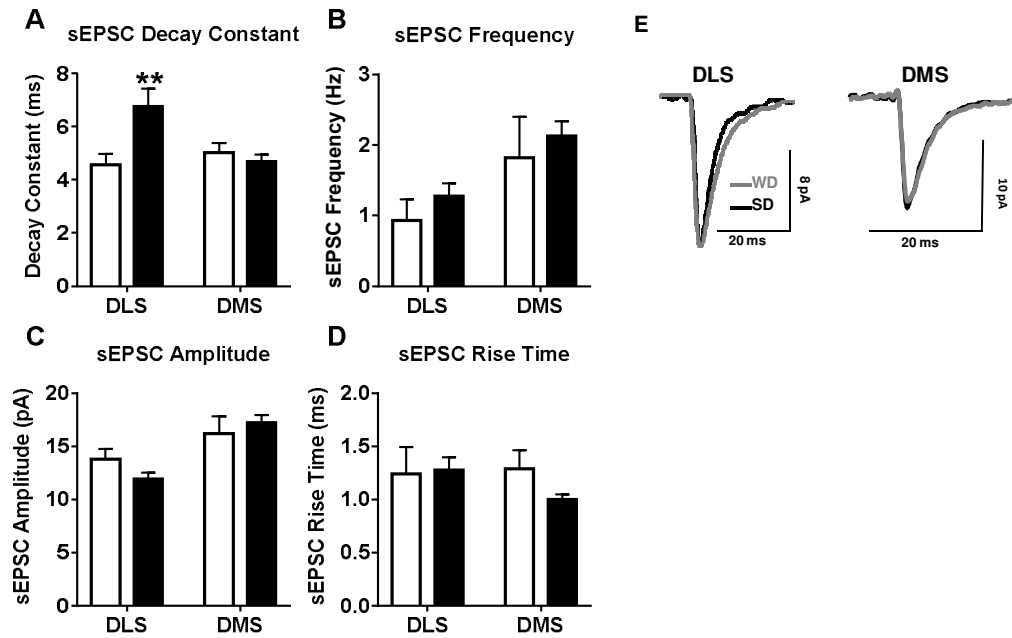 A
sEPSC Decay Constant
Decay Constant (ms)
8
6
4
2
0
**
DLS
DMS
B
sEPSC Frequency
sEPSC Frequency (Hz)
3
2
1
0
DLS
DMS
E
DLS
DMS
WD
SD
8 pA
20 ms
10 pA
20 ms
C
sEPSC Amplitude
sEPSC Amplitude (pA)
20
15
10
5
0
DLS
DMS
D
sEPSC Rise Time
sEPSC Rise Time (ms)
2.0
1.5
1.0
0.5
0.0
DLS
DMS